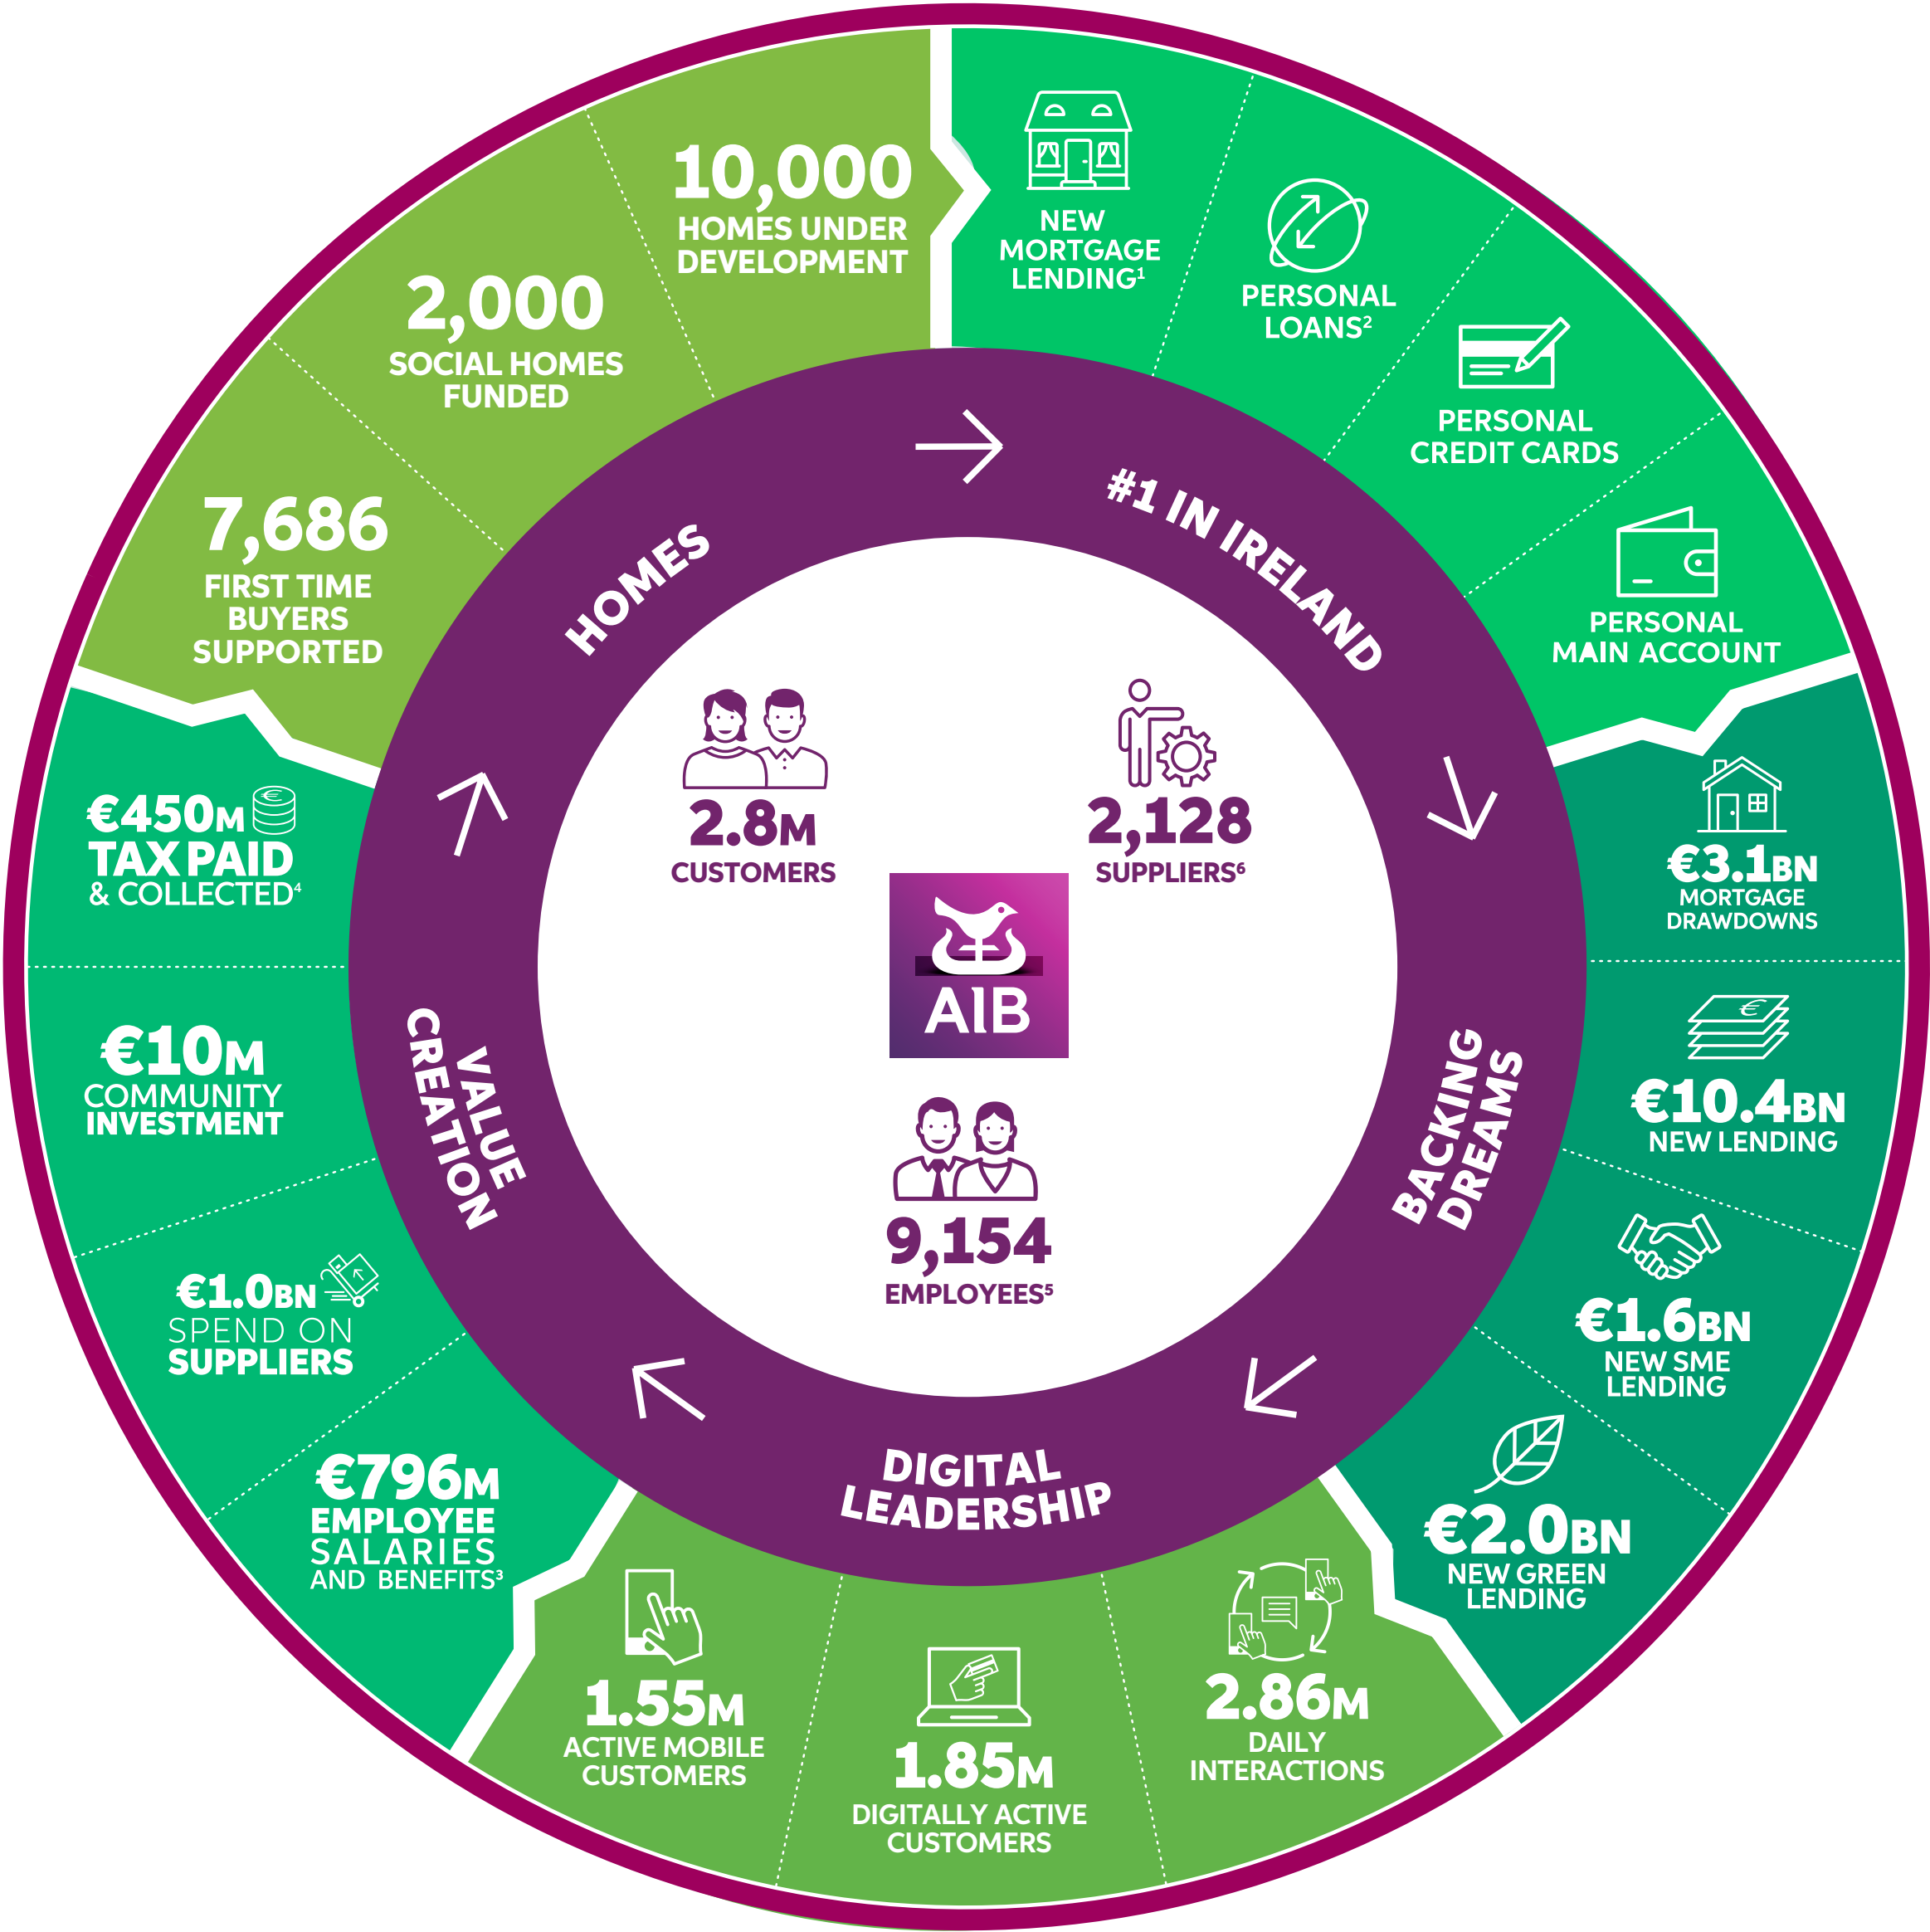 10,000
HOMES UNDER
DEVELOPMENT
2,000
SOCIAL HOMES
FUNDED
7,686
FIRST TIME
BUYERS
SUPPORTED
HOMES
NEW
MORTGAGE
LENDING¹
PERSONAL
LOANS²
PERSONAL
CREDIT CARDS
PERSONAL
MAIN ACCOUNT
#1 IN IRELAND
€3.1BN
MORTGAGE
DRAWDOWNS
€10.4BN
NEW LENDING
€1.6BN
NEW SME
LENDING
€2.0BN
NEW GREEN
LENDING
BACKING
DREAMS
2.86M
DAILY
INTERACTIONS
1.85M
DIGITALLY ACTIVE
CUSTOMERS
1.55M
ACTIVE MOBILE
CUSTOMERS
DIGITAL
LEADERSHIP
€796M
EMPLOYEE
SALARIES
AND BENEFITS³
€1.0BN
SPEND ON
SUPPLIERS
€10M
COMMUNITY
INVESTMENT
€450M
TAX PAID
& COLLECTED⁴
VALUE
CREATION
2.8M
CUSTOMERS
2,128
SUPPLIERS⁶
AIB
9,154
EMPLOYEES⁵